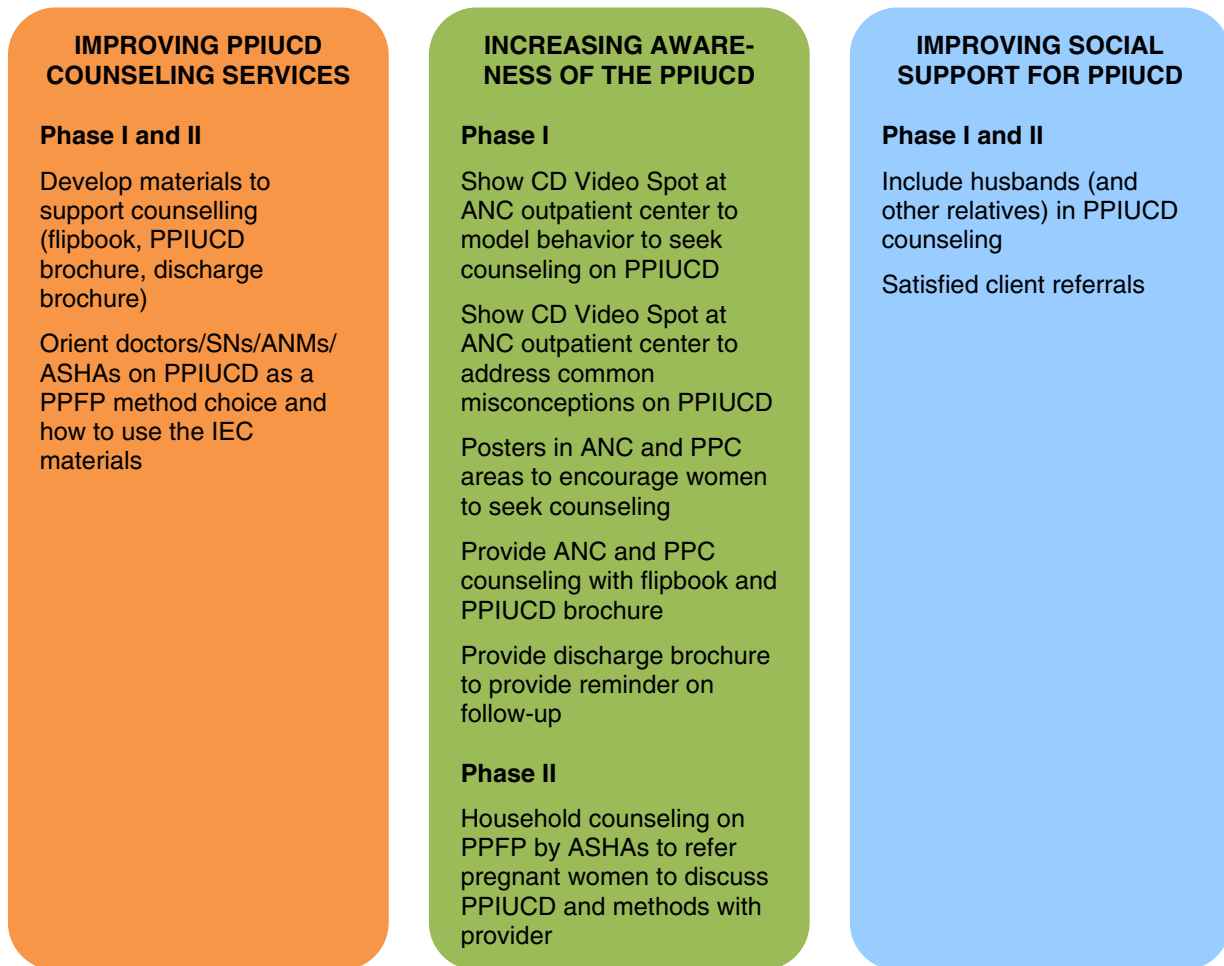 IMPROVING PPIUCD
COUNSELING SERVICES
Phase I and II
Develop materials to
support counselling
(flipbook, PPIUCD
brochure, discharge
brochure)
Orient doctors/SNs/ANMs/
ASHAs on PPIUCD as a
PPFP method choice and
how to use the IEC
materials
INCREASING AWARE-
NESS OF THE PPIUCD
Phase I
Show CD Video Spot at
ANC outpatient center to
model behavior to seek
counseling on PPIUCD
Show CD Video Spot at
ANC outpatient center to
address common
misconceptions on PPIUCD
Posters in ANC and PPC
areas to encourage women
to seek counseling
Provide ANC and PPC
counseling with flipbook and
PPIUCD brochure
Provide discharge brochure
to provide reminder on
follow-up
Phase II
Household counseling on
PPFP by ASHAs to refer
pregnant women to discuss
PPIUCD and methods with
provider
IMPROVING SOCIAL
SUPPORT FOR PPIUCD
Phase I and II
Include husbands (and
other relatives) in PPIUCD
counseling
Satisfied client referrals